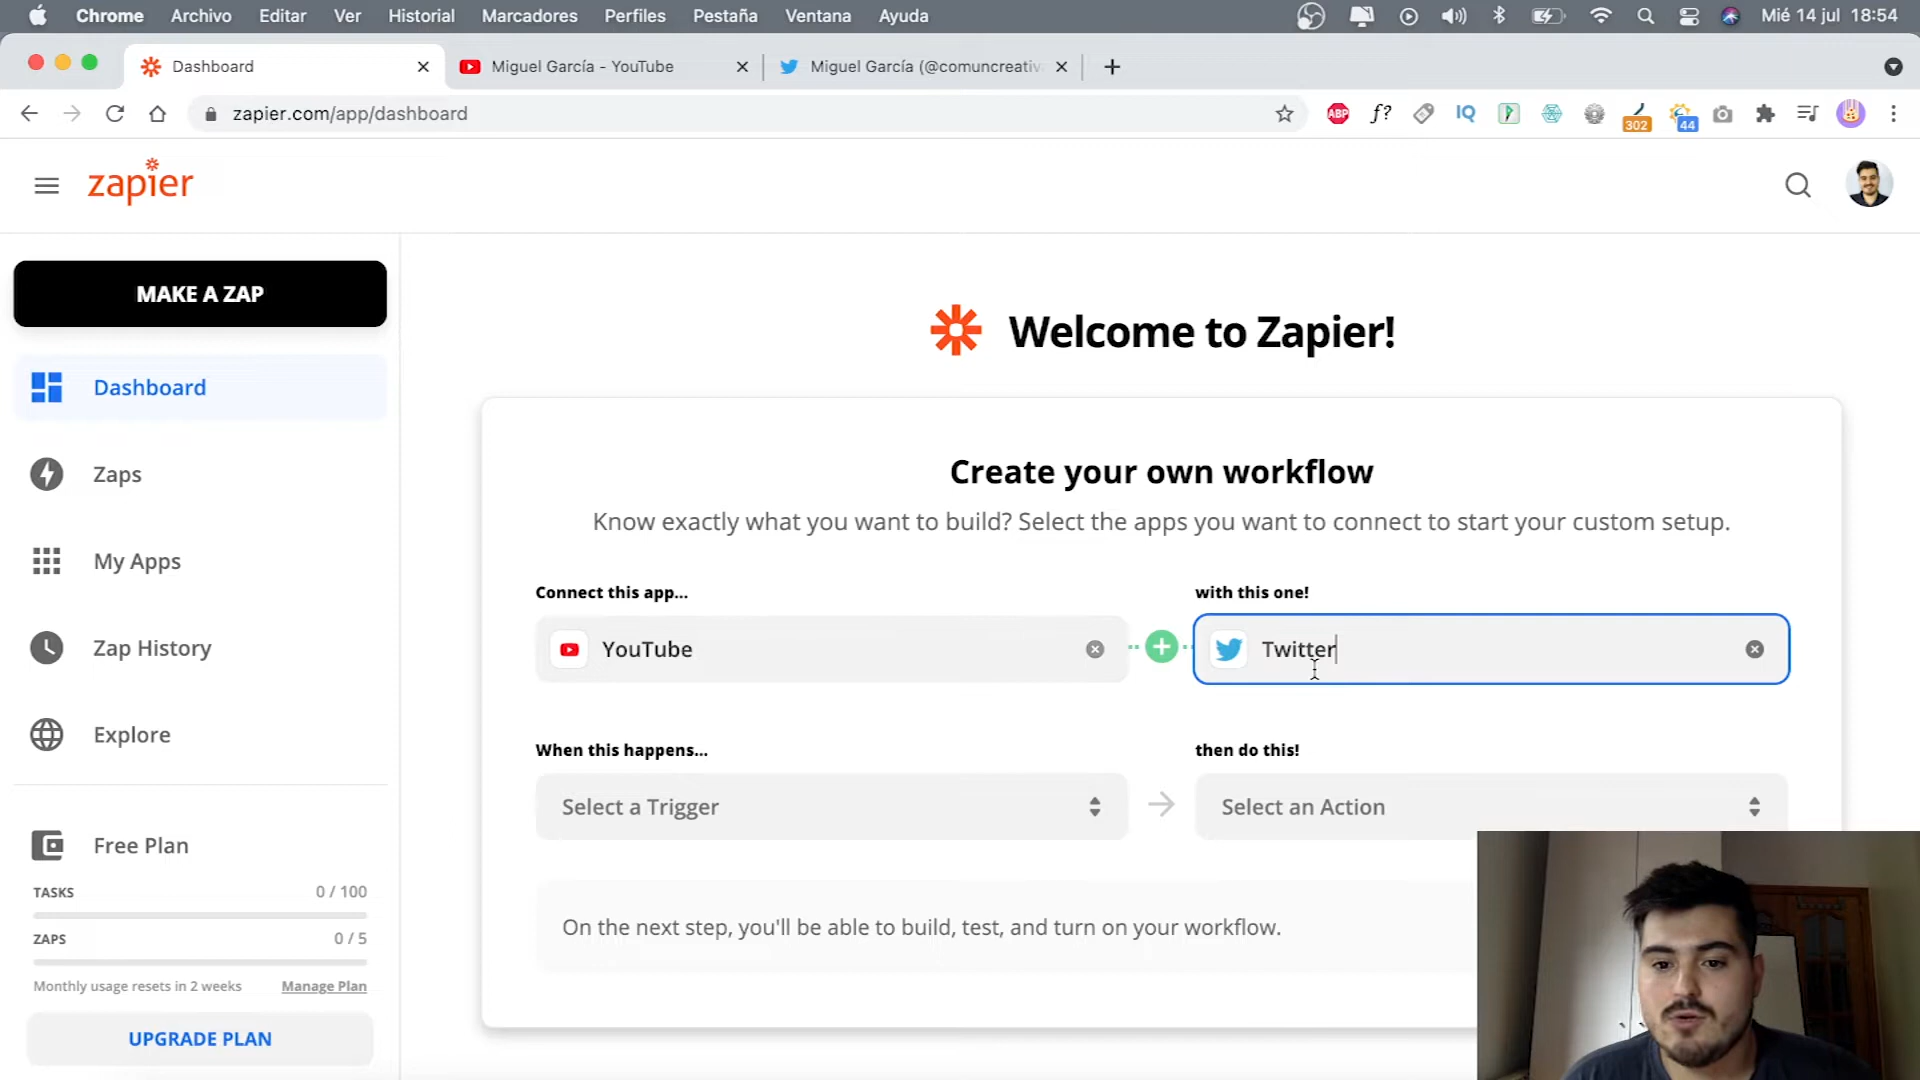 Chrome Archivo Editar Ver Historial Marcadores Perfiles Pestaña Ventana Ayuda Mié 14 jul 18:54
Dashboard Miguel García - YouTube Miguel García (@comuncreativ
zapier.com/app/dashboard ABP ƒ? IQ 302 44
zapier
MAKE A ZAP
Dashboard
Zaps
My Apps
Zap History
Explore
Free Plan
TASKS 0 / 100
ZAPS 0 / 5
Monthly usage resets in 2 weeks Manage Plan
UPGRADE PLAN
Welcome to Zapier!
Create your own workflow
Know exactly what you want to build? Select the apps you want to connect to start your custom setup.
Connect this app... with this one!
YouTube Twitter
When this happens... then do this!
Select a Trigger Select an Action
On the next step, you'll be able to build, test, and turn on your workflow.